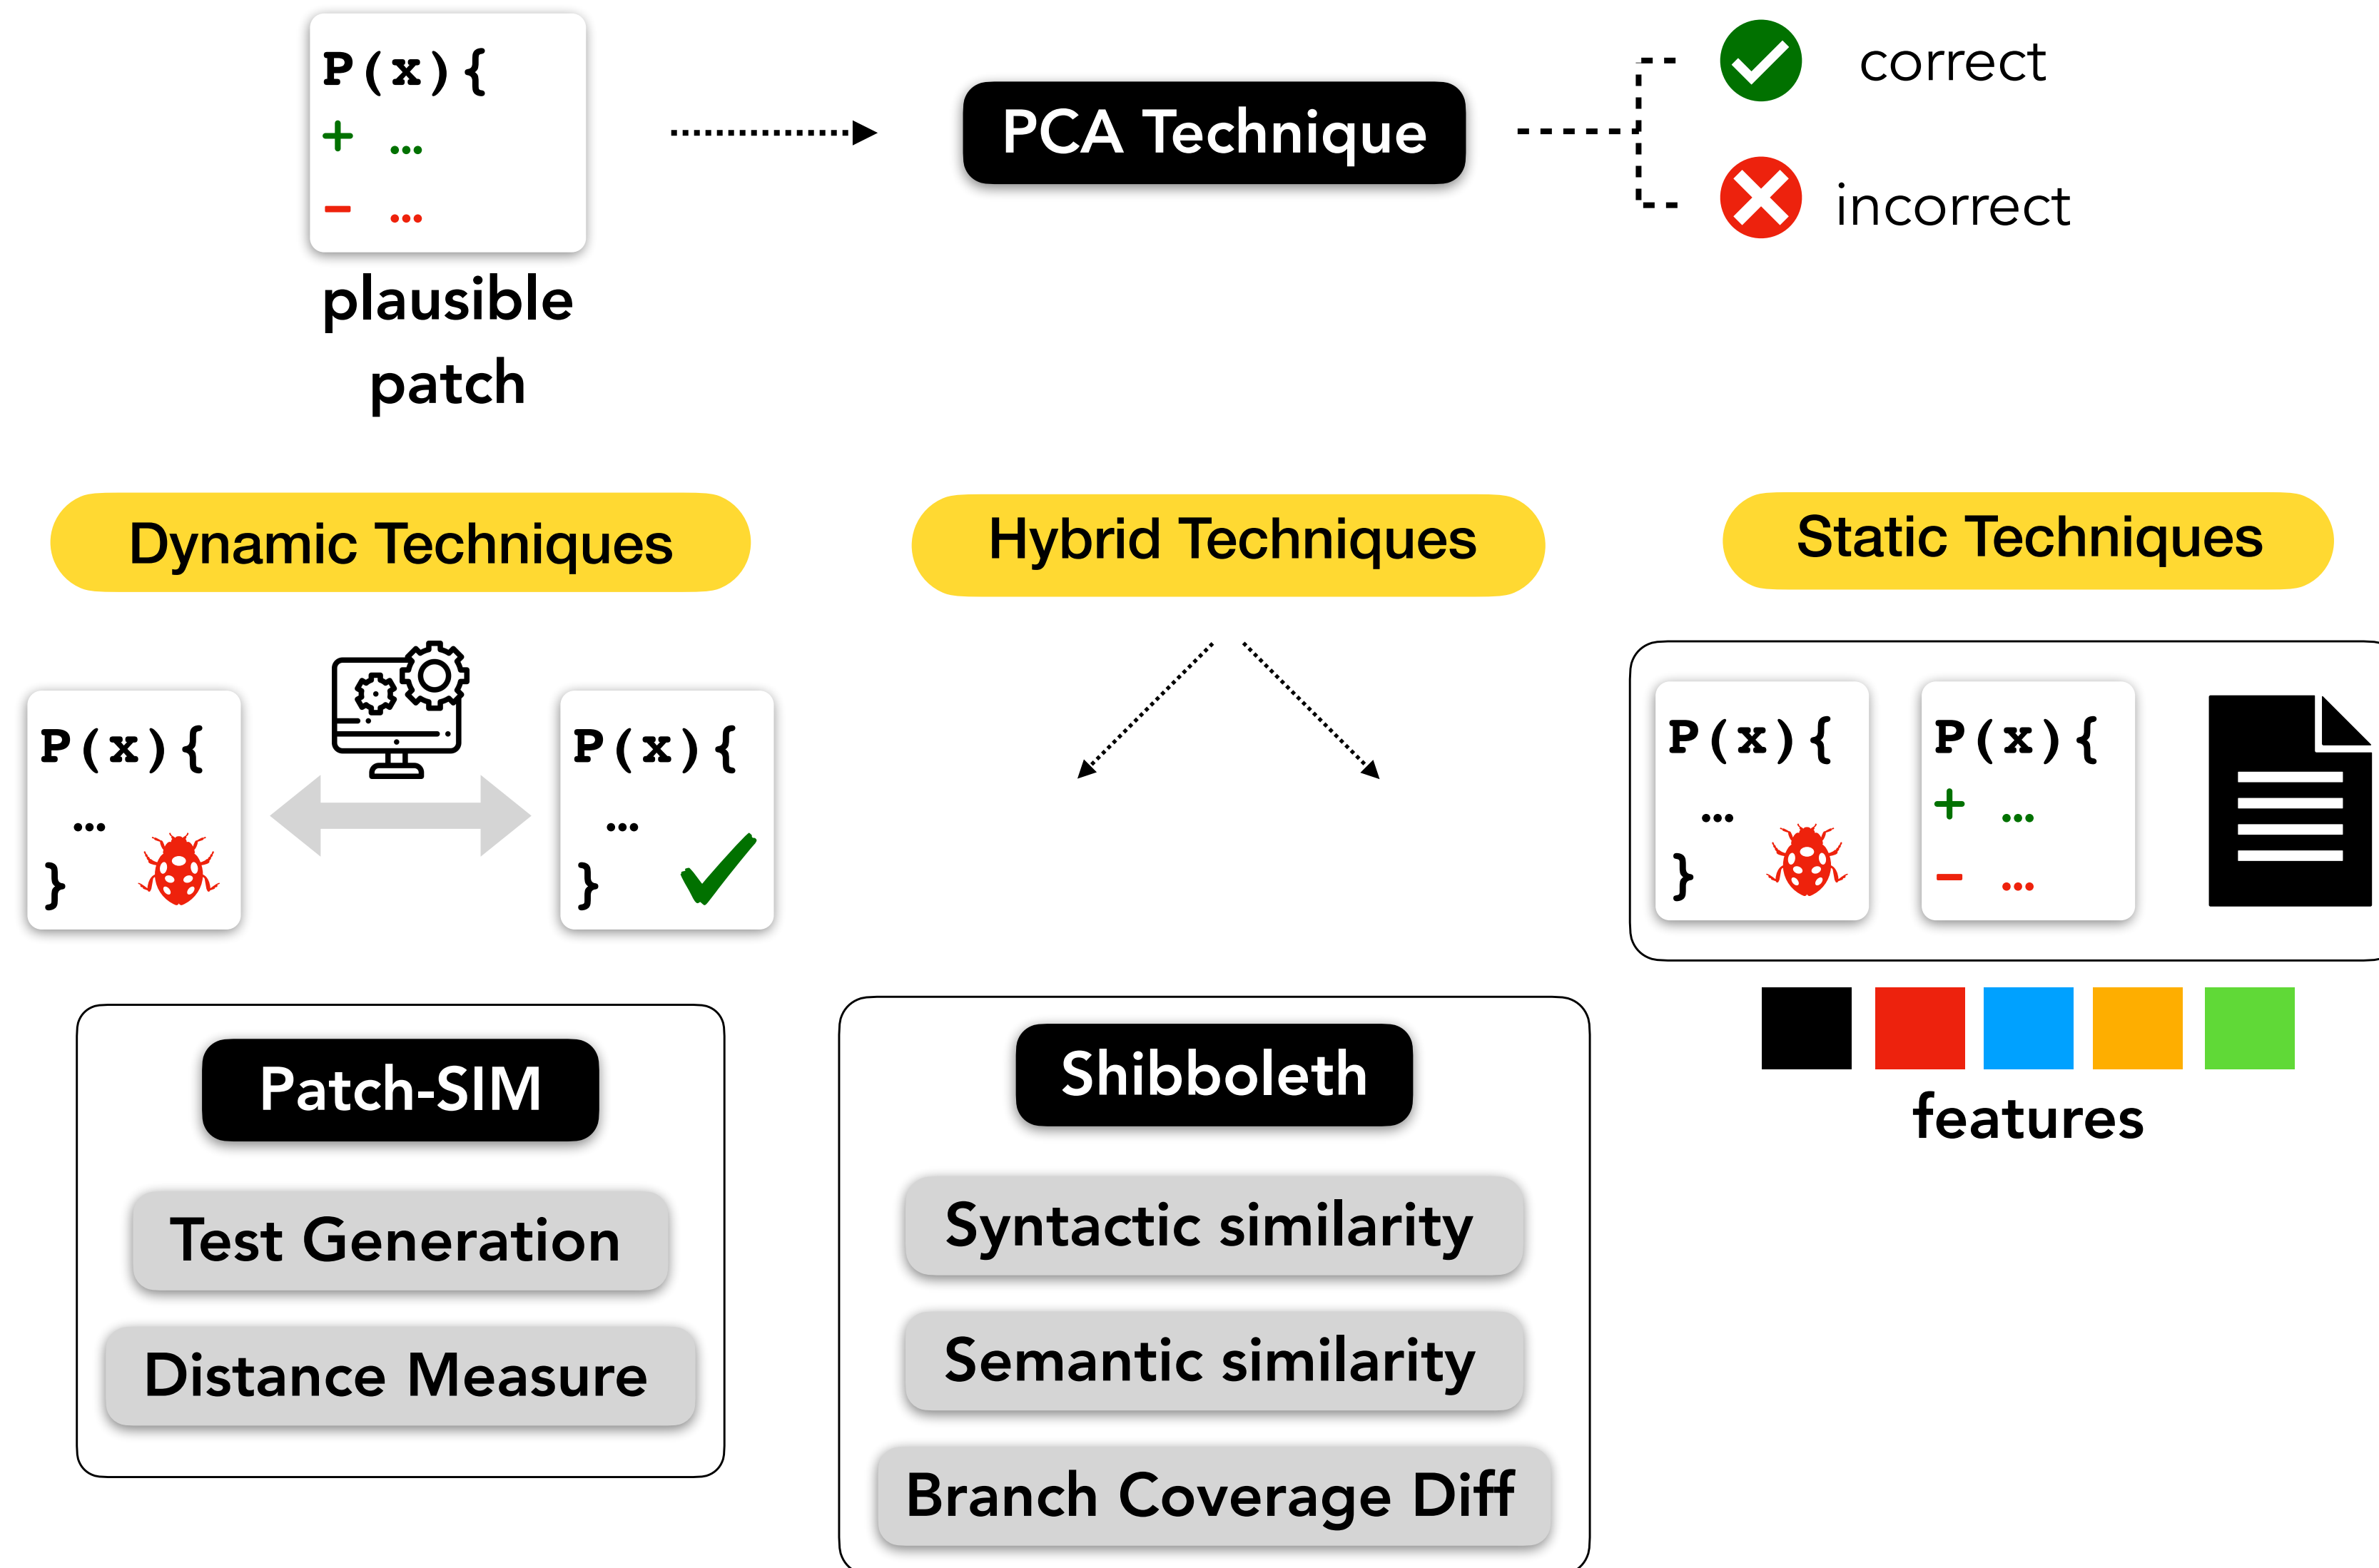 P(x){
+ ...
- ...
plausible
patch
PCA Technique
correct
incorrect
Dynamic Techniques
Hybrid Techniques
Static Techniques
P(x){
...
}
P(x){
...
}
P(x){
...
}
P(x){
+ ...
- ...
Patch-SIM
Test Generation
Distance Measure
Shibboleth
Syntactic similarity
Semantic similarity
Branch Coverage Diff
features